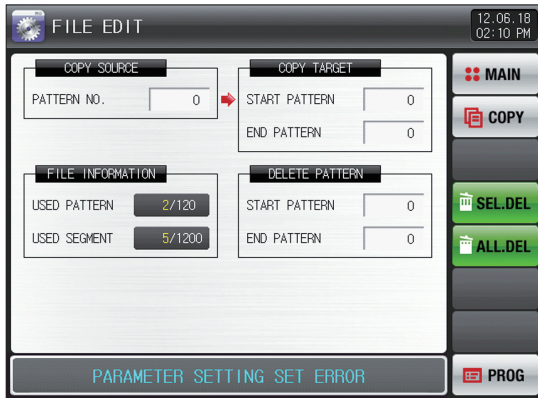 FILE EDIT
12.06.18
02:10 PM
COPY SOURCE
PATTERN NO. 0
COPY TARGET
START PATTERN 0
END PATTERN 0
FILE INFORMATION
USED PATTERN 2/120
USED SEGMENT 5/1200
DELETE PATTERN
START PATTERN 0
END PATTERN 0
MAIN
COPY
SEL.DEL
ALL.DEL
PROG
PARAMETER SETTING SET ERROR